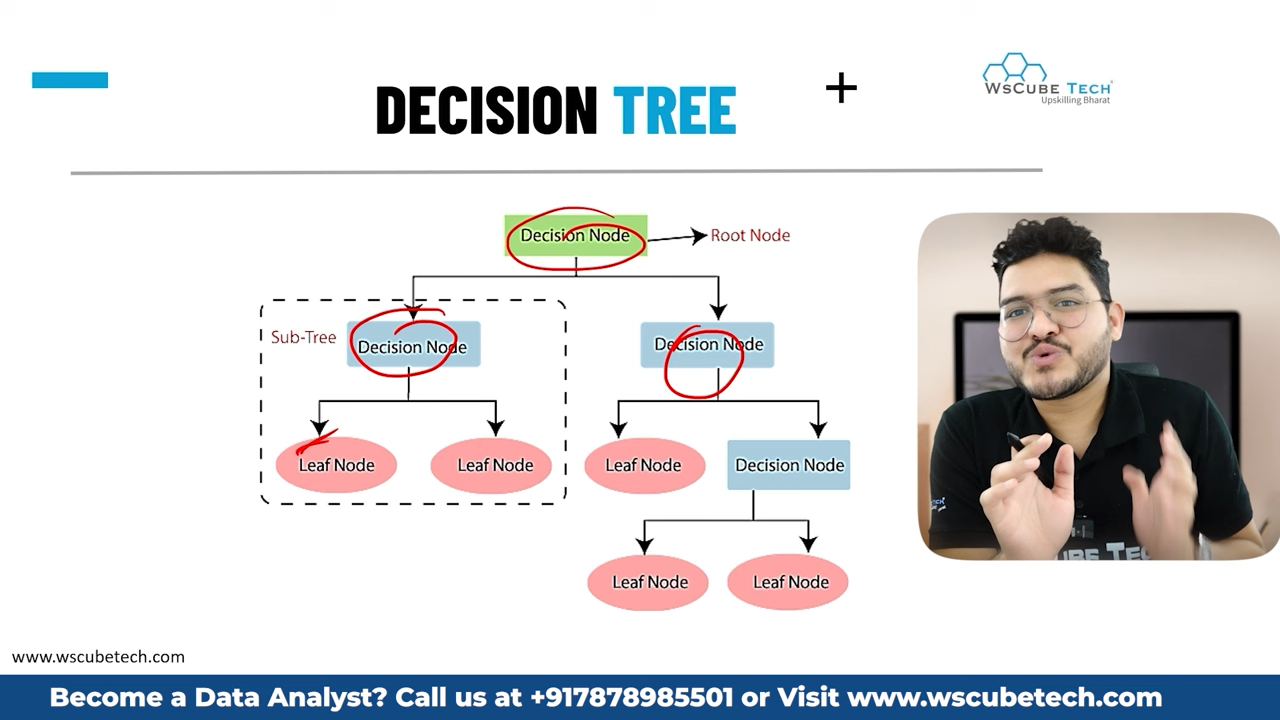 DECISION TREE
+
WSCUBE TECH
Upskilling Bharat
Decision Node
Root Node
Sub-Tree
Decision Node
Decision Node
Leaf Node
Leaf Node
Leaf Node
Decision Node
Leaf Node
Leaf Node
www.wscubetech.com
Become a Data Analyst? Call us at +917878985501 or Visit www.wscubetech.com